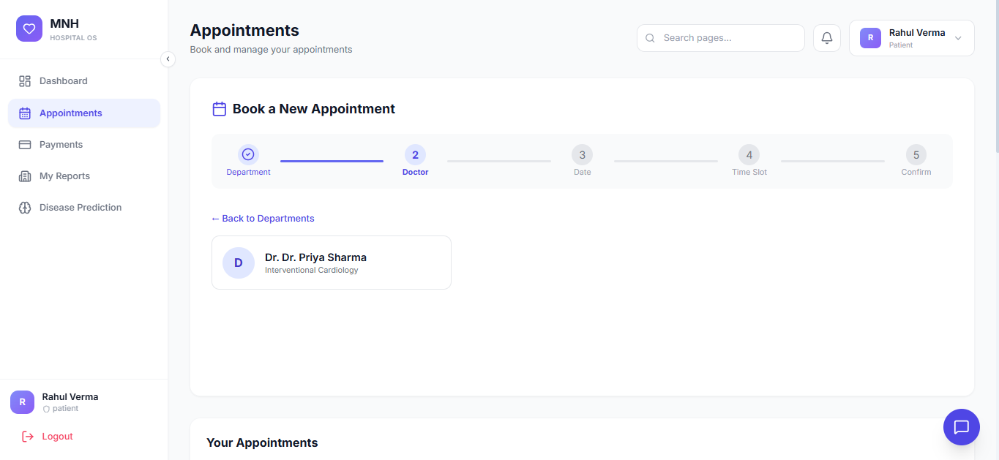 MNH
HOSPITAL OS
Dashboard
Appointments
Payments
My Reports
Disease Prediction
R
Rahul Verma
patient
Logout
Appointments
Book and manage your appointments
Search pages...
R
Rahul Verma
Patient
Book a New Appointment
2 3 4 5
Department Doctor Date Time Slot Confirm
← Back to Departments
D
Dr. Dr. Priya Sharma
Interventional Cardiology
Your Appointments